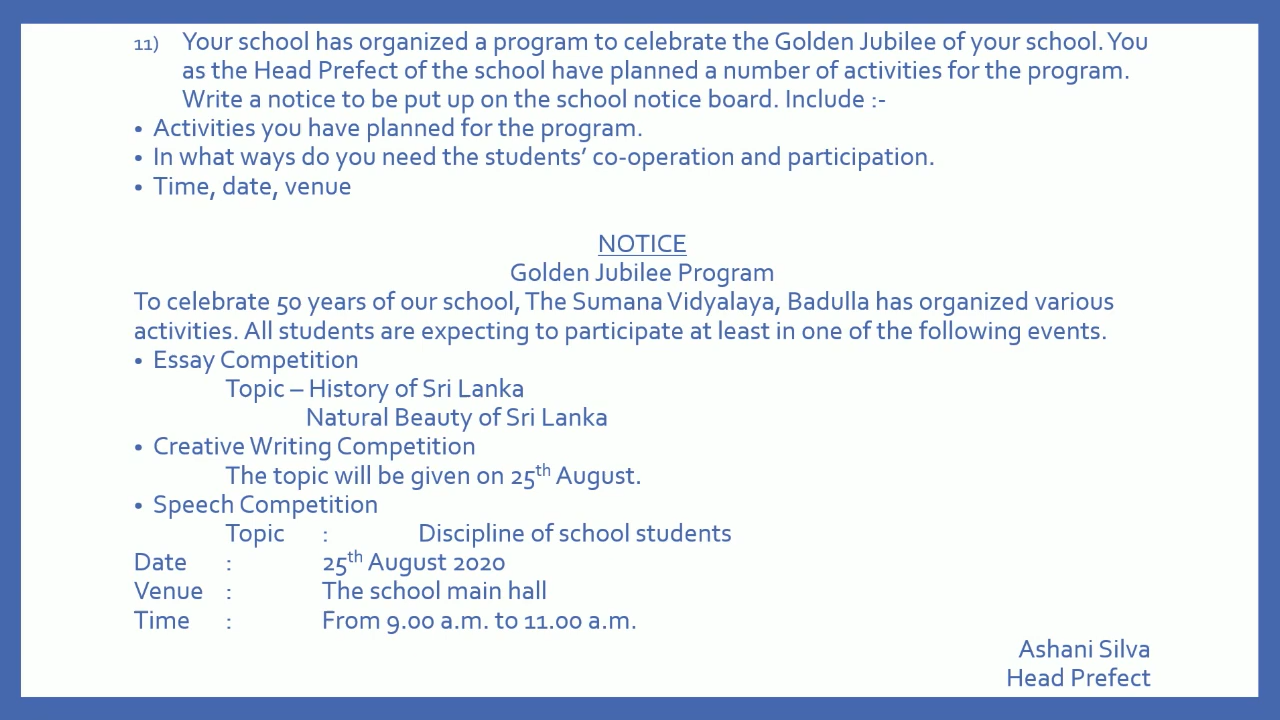 11) Your school has organized a program to celebrate the Golden Jubilee of your school. You
as the Head Prefect of the school have planned a number of activities for the program.
Write a notice to be put up on the school notice board. Include :-
• Activities you have planned for the program.
• In what ways do you need the students’ co-operation and participation.
• Time, date, venue
NOTICE
Golden Jubilee Program
To celebrate 50 years of our school, The Sumana Vidyalaya, Badulla has organized various
activities. All students are expecting to participate at least in one of the following events.
• Essay Competition
Topic – History of Sri Lanka
Natural Beauty of Sri Lanka
• Creative Writing Competition
The topic will be given on 25th August.
• Speech Competition
Topic : Discipline of school students
Date : 25th August 2020
Venue : The school main hall
Time : From 9.00 a.m. to 11.00 a.m.
Ashani Silva
Head Prefect